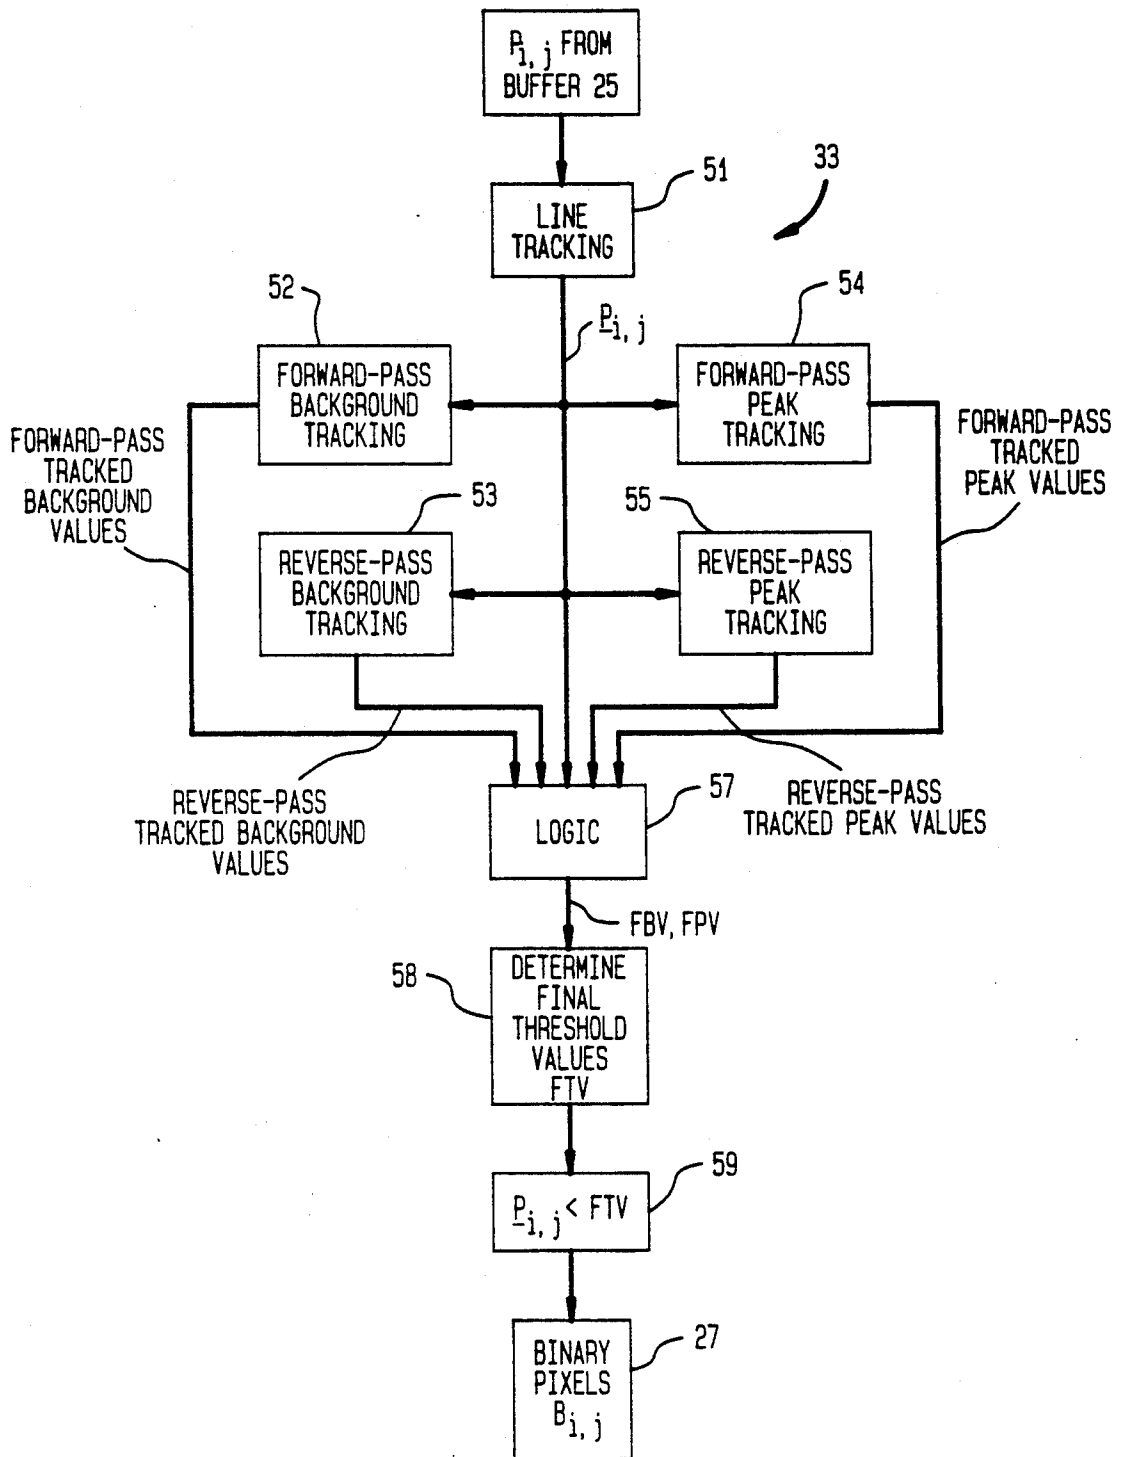 P i, j FROM
BUFFER 25
33
51
LINE
TRACKING
52
54
P i, j
FORWARD-PASS
BACKGROUND
TRACKING
FORWARD-PASS
PEAK
TRACKING
FORWARD-PASS
TRACKED
BACKGROUND
VALUES
FORWARD-PASS
TRACKED
PEAK VALUES
53
55
REVERSE-PASS
BACKGROUND
TRACKING
REVERSE-PASS
PEAK
TRACKING
REVERSE-PASS
TRACKED BACKGROUND
VALUES
REVERSE-PASS
TRACKED PEAK VALUES
57
LOGIC
FBV, FPV
58
DETERMINE
FINAL
THRESHOLD
VALUES
FTV
59
P i, j < FTV
27
BINARY
PIXELS
B i, j